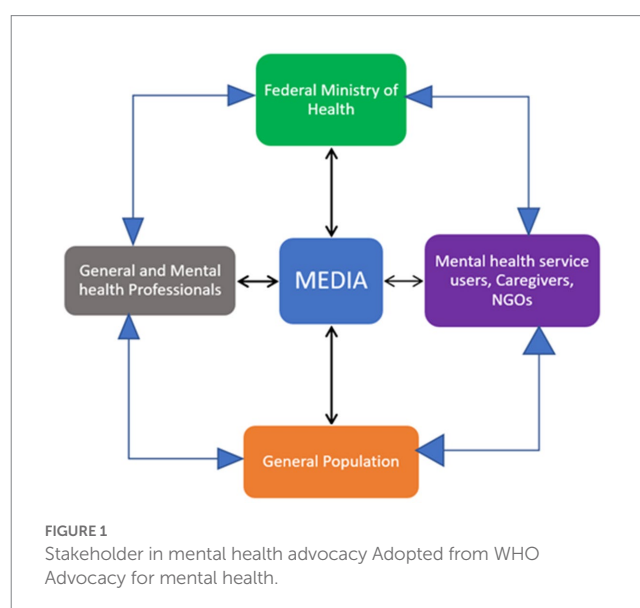 Federal Ministry of
Health
General and Mental
health Professionals
MEDIA
Mental health service
users, Caregivers,
NGOs
General Population
FIGURE 1
Stakeholder in mental health advocacy Adopted from WHO
Advocacy for mental health.